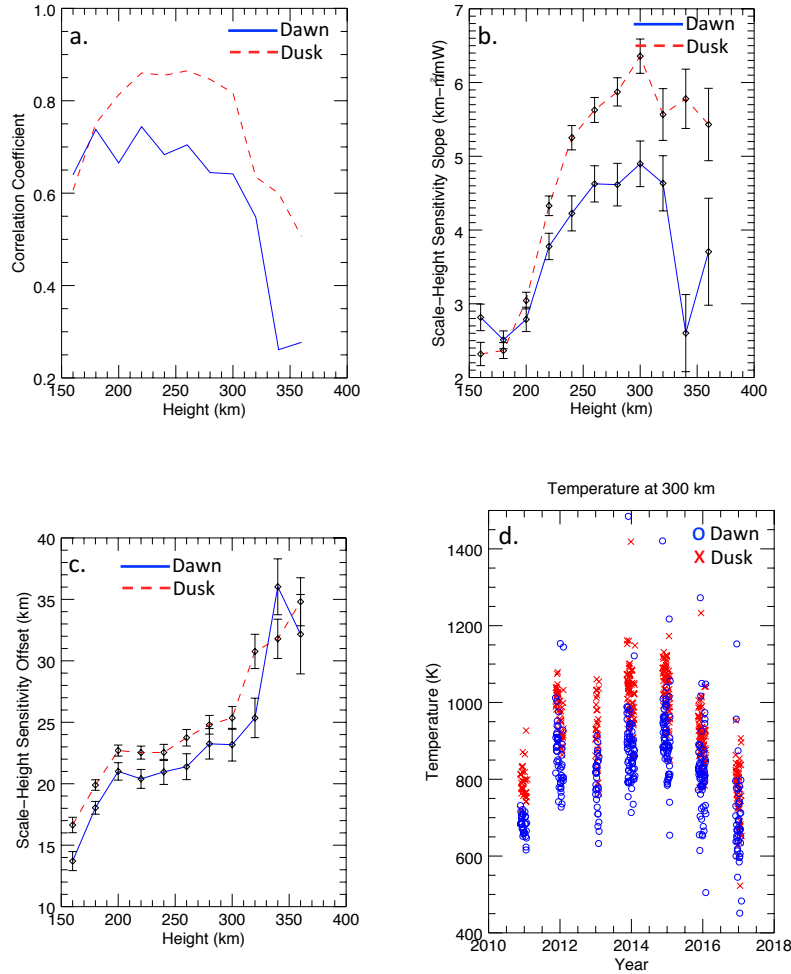 a.
Dawn
Dusk
1.0
0.8
0.6
0.4
0.2
Correlation Coefficient
150 200 250 300 350 400
Height (km)
b.
Dawn
Dusk
7
6
5
4
3
2
Scale-Height Sensitivity Slope (km-m²/mW)
150 200 250 300 350 400
Height (km)
c.
Dawn
Dusk
40
35
30
25
20
15
10
Scale-Height Sensitivity Offset (km)
150 200 250 300 350 400
Height (km)
Temperature at 300 km
d.
Dawn
Dusk
1400
1200
1000
800
600
400
Temperature (K)
2010 2012 2014 2016 2018
Year